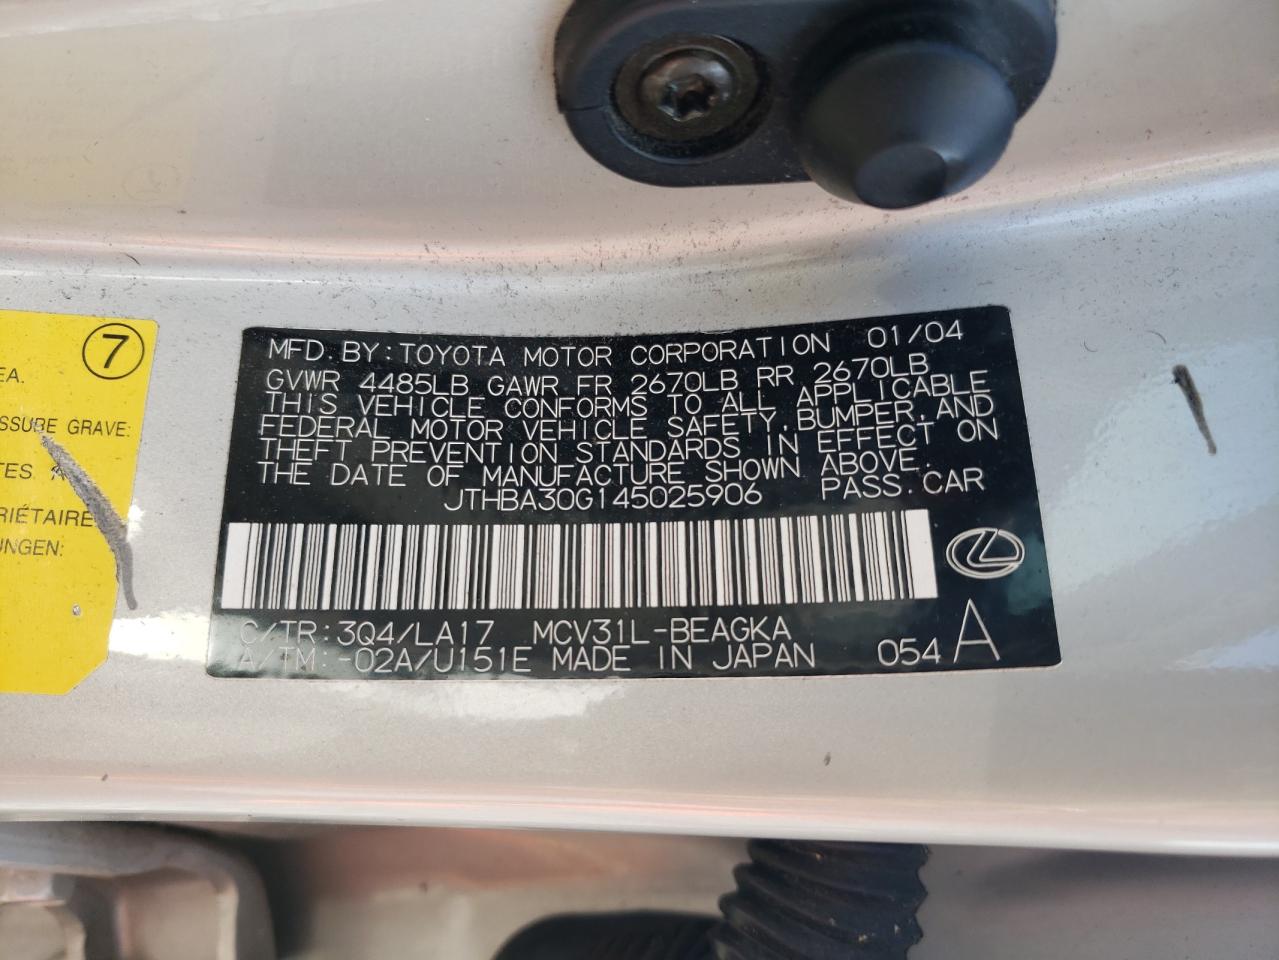 MFD. BY: TOYOTA MOTOR CORPORATION 01/04
GVWR 4485LB GAWR FR 2670LB RR 2670LB
THIS VEHICLE CONFORMS TO ALL APPLICABLE
FEDERAL MOTOR VEHICLE SAFETY, BUMPER, AND
THEFT PREVENTION STANDARDS IN EFFECT ON
THE DATE OF MANUFACTURE SHOWN ABOVE.
JTHBA30G145025906 PASS. CAR
C/TR: 3Q4/LA17 MCV31L-BEAGKA
A/TM: -02A/U151E MADE IN JAPAN 054 A
7
EA.
SSURE GRAVE:
TES
RIÉTAIRE
UNGEN: